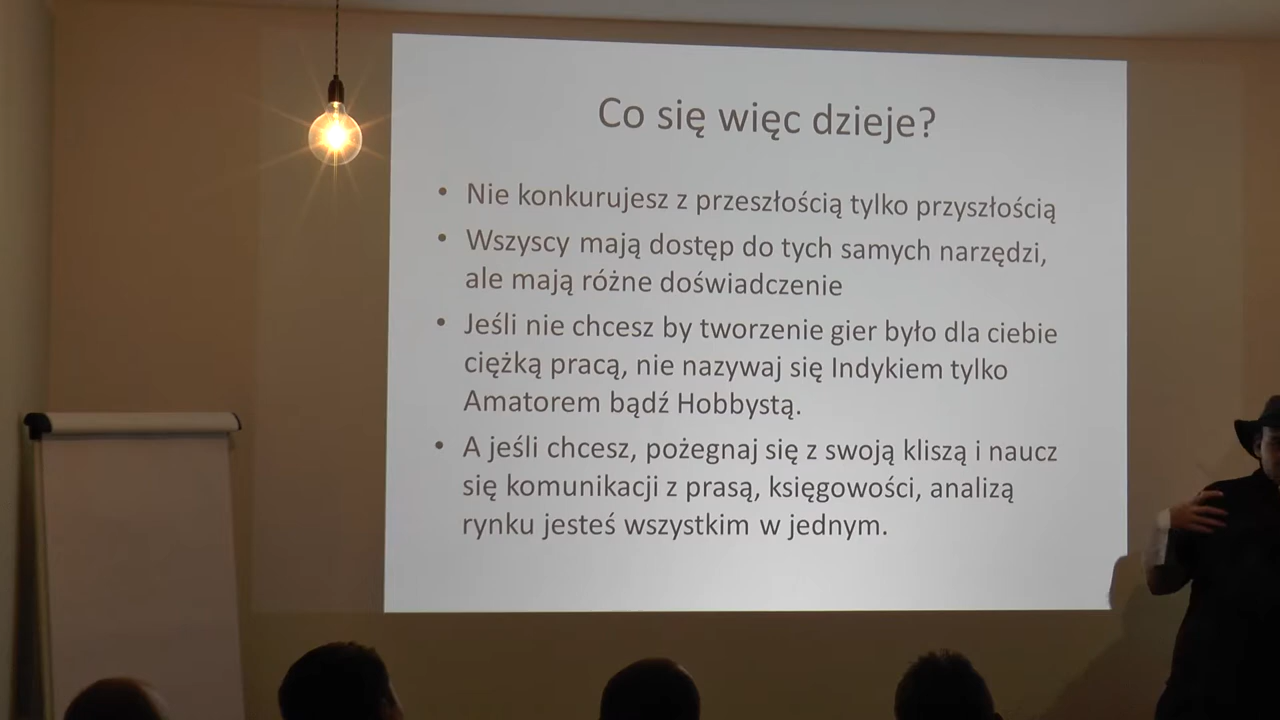 Co się więc dzieje?
• Nie konkurujesz z przeszłością tylko przyszłością
• Wszyscy mają dostęp do tych samych narzędzi,
ale mają różne doświadczenie
• Jeśli nie chcesz by tworzenie gier było dla ciebie
ciężką pracą, nie nazywaj się Indykiem tylko
Amatorem bądź Hobbystą.
• A jeśli chcesz, pożegnaj się z swoją kliszą i naucz
się komunikacji z prasą, księgowości, analizą
rynku jesteś wszystkim w jednym.